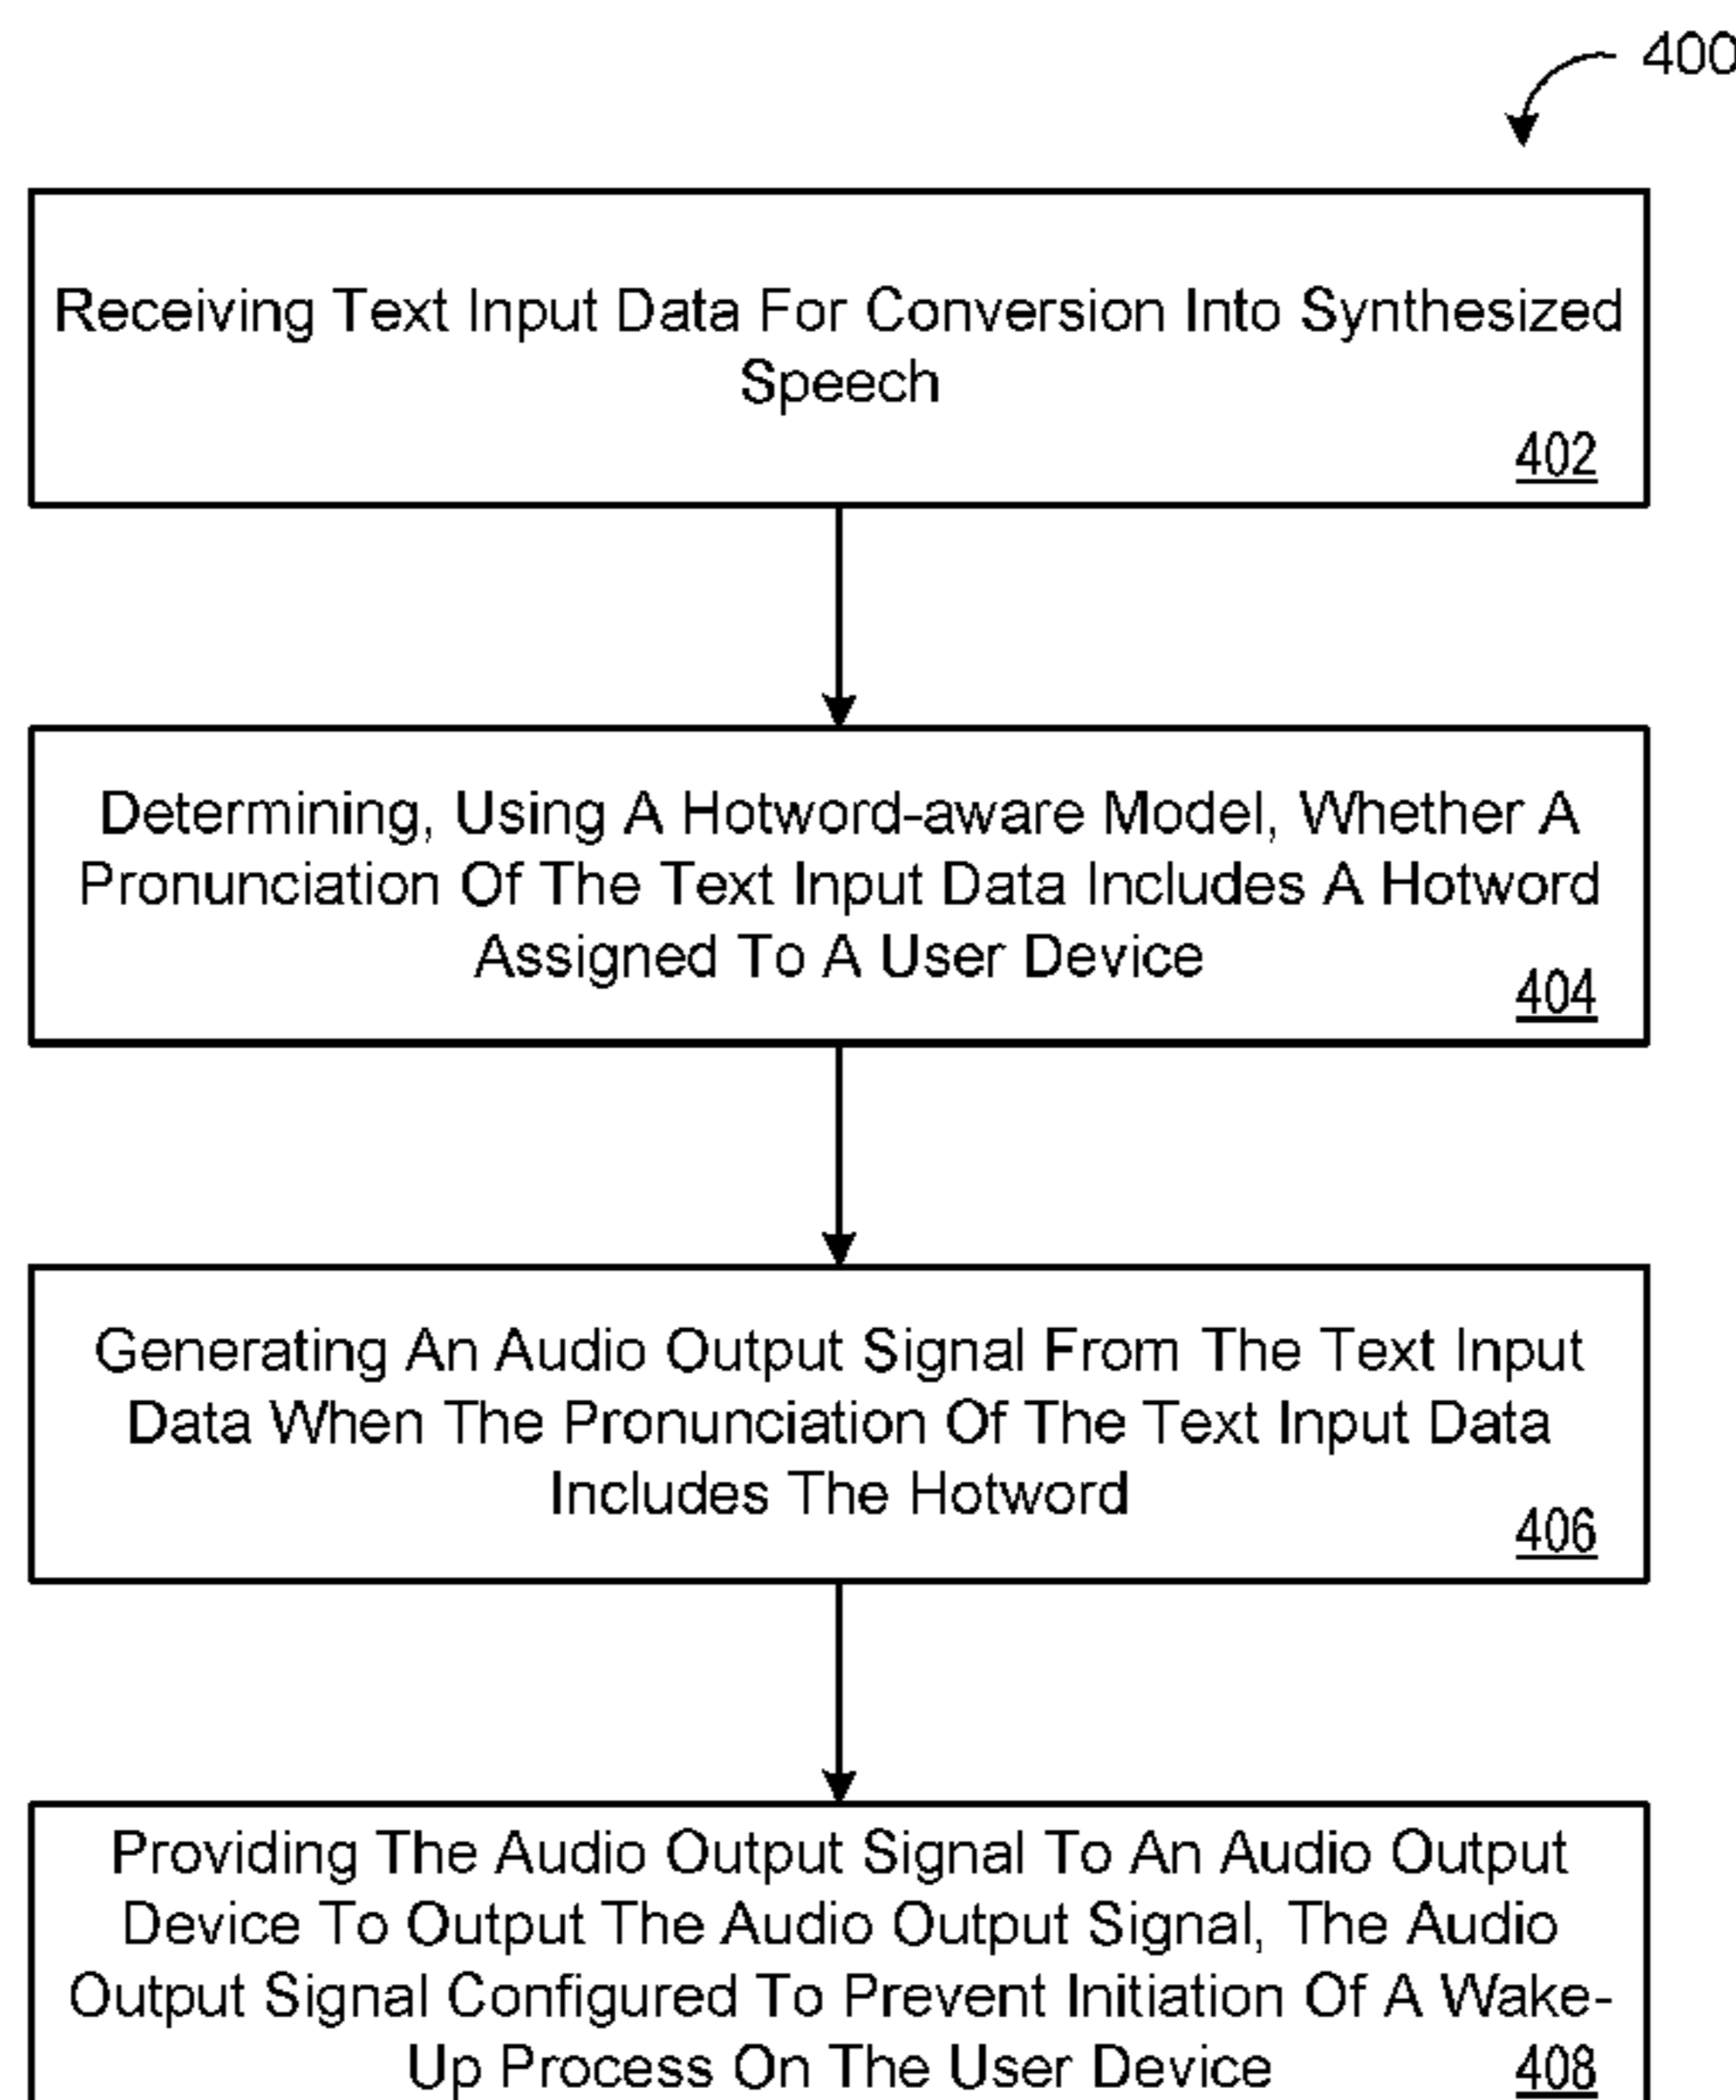 400
Receiving Text Input Data For Conversion Into Synthesized
Speech
402
Determining, Using A Hotword-aware Model, Whether A
Pronunciation Of The Text Input Data Includes A Hotword
Assigned To A User Device
404
Generating An Audio Output Signal From The Text Input
Data When The Pronunciation Of The Text Input Data
Includes The Hotword
406
Providing The Audio Output Signal To An Audio Output
Device To Output The Audio Output Signal, The Audio
Output Signal Configured To Prevent Initiation Of A Wake-
Up Process On The User Device
408